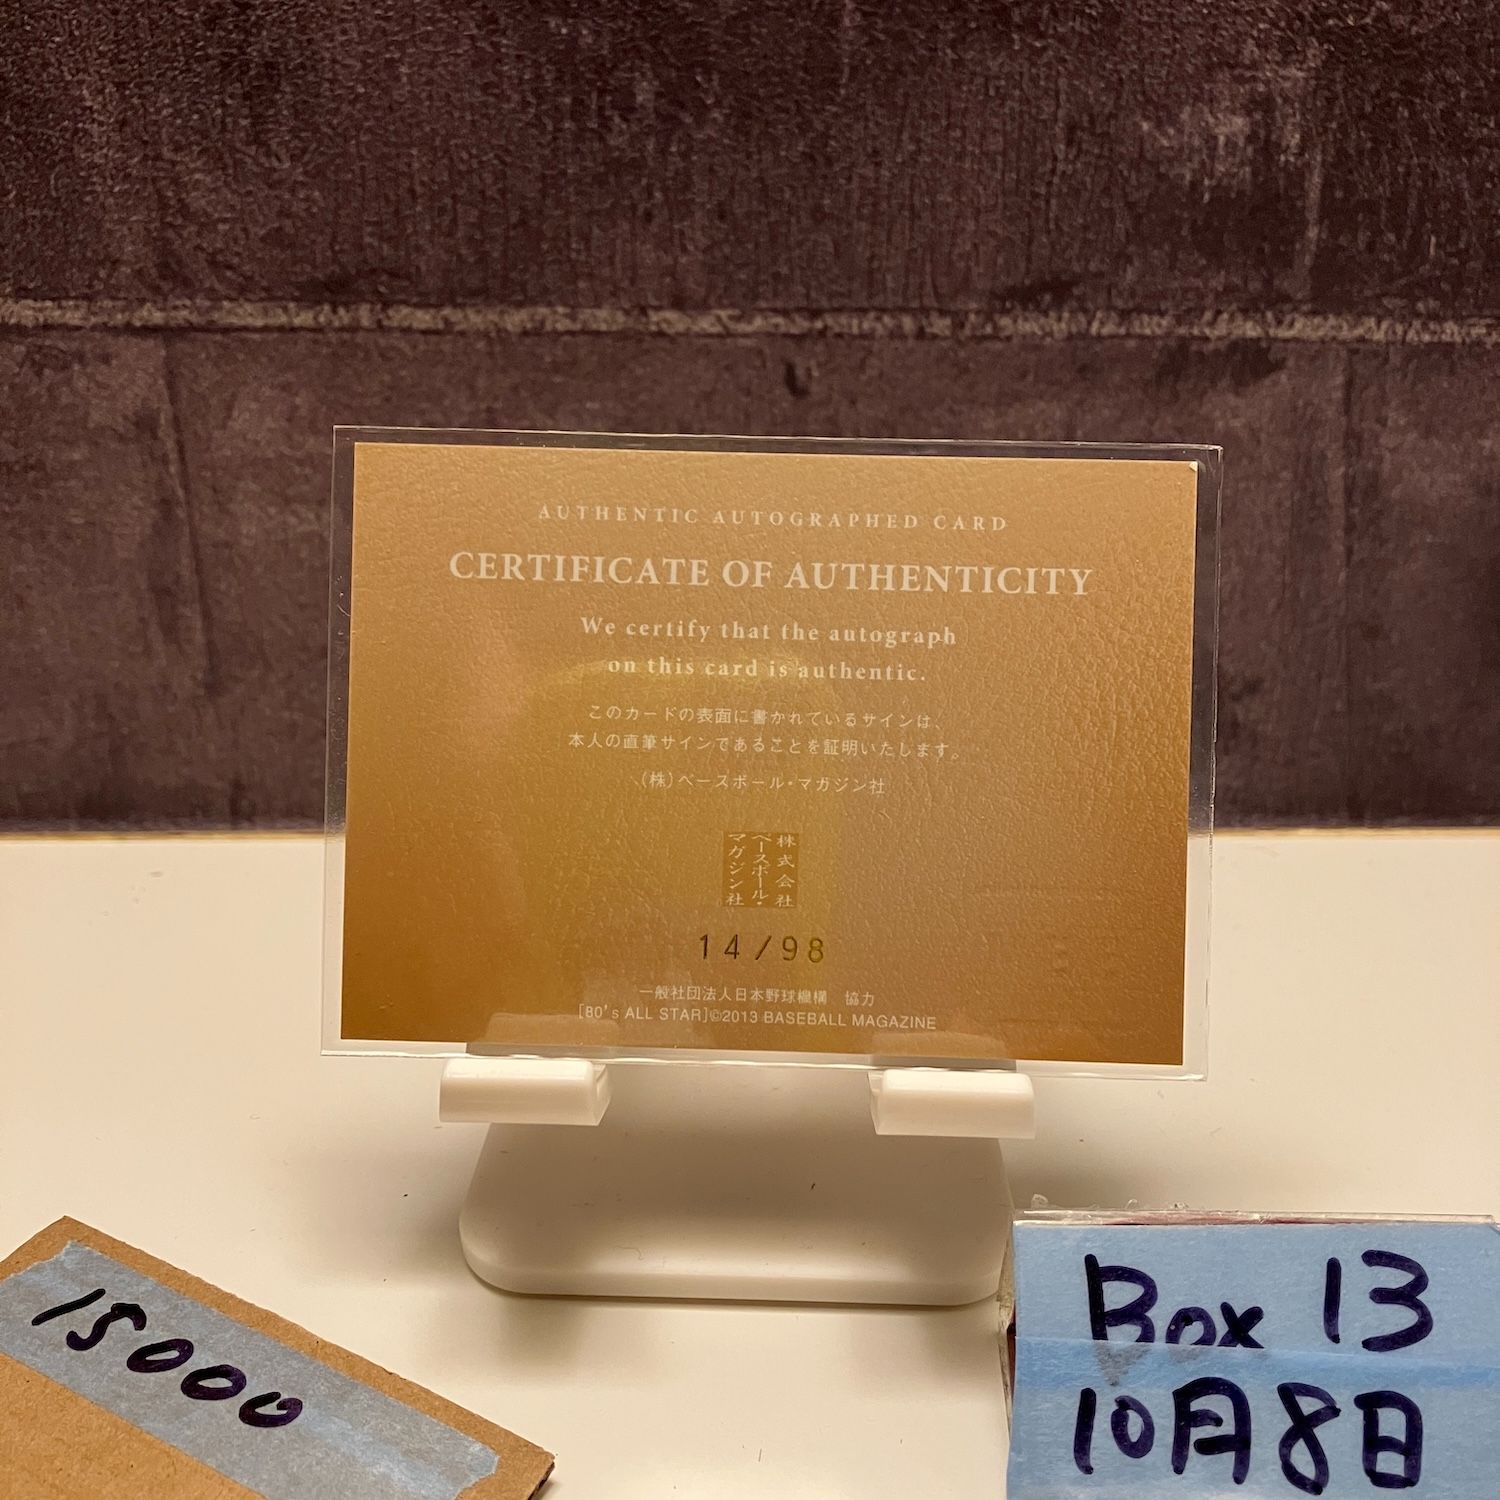 AUTHENTIC AUTOGRAPHED CARD
CERTIFICATE OF AUTHENTICITY
We certify that the autograph
on this card is authentic.
このカードの表面に書かれているサインは、
本人の直筆サインであることを証明いたします。
(株)ベースボール・マガジン社
株式会社
ベースボール・
マガジン社
14/98
一般社団法人日本野球機構 協力
[80's ALL STAR]©2013 BASEBALL MAGAZINE
15000
Box 13
10月8日